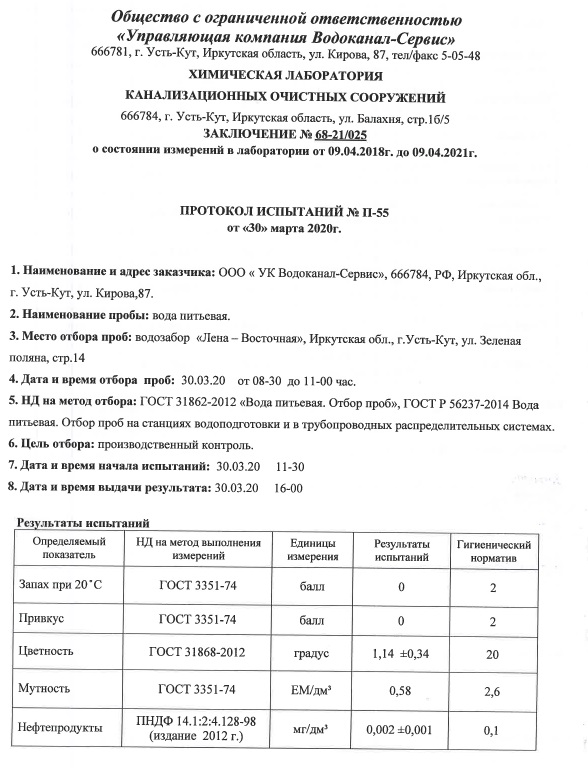 Общество с ограниченной ответственностью
«Управляющая компания Водоканал-Сервис»
666781, г. Усть-Кут, Иркутская область, ул. Кирова, 87, тел/факс 5-05-48
ХИМИЧЕСКАЯ ЛАБОРАТОРИЯ
КАНАЛИЗАЦИОННЫХ ОЧИСТНЫХ СООРУЖЕНИЙ
666784, г. Усть-Кут, Иркутская область, ул. Балахня, стр.1б/5
ЗАКЛЮЧЕНИЕ № 68-21/025
о состоянии измерений в лаборатории от 09.04.2018г. до 09.04.2021г.
ПРОТОКОЛ ИСПЫТАНИЙ № П-55
от «30» марта 2020г.
1. Наименование и адрес заказчика: ООО « УК Водоканал-Сервис», 666784, РФ, Иркутская обл.,
г. Усть-Кут, ул. Кирова,87.
2. Наименование пробы: вода питьевая.
3. Место отбора проб: водозабор «Лена – Восточная», Иркутская обл., г.Усть-Кут, ул. Зеленая
поляна, стр.14
4. Дата и время отбора проб: 30.03.20 от 08-30 до 11-00 час.
5. НД на метод отбора: ГОСТ 31862-2012 «Вода питьевая. Отбор проб», ГОСТ Р 56237-2014 Вода
питьевая. Отбор проб на станциях водоподготовки и в трубопроводных распределительных системах.
6. Цель отбора: производственный контроль.
7. Дата и время начала испытаний: 30.03.20 11-30
8. Дата и время выдачи результата: 30.03.20 16-00
Результаты испытаний
Определяемый показатель НД на метод выполнения измерений Единицы измерения Результаты испытаний Гигиенический норматив
Запах при 20˚С ГОСТ 3351-74 балл 0 2
Привкус ГОСТ 3351-74 балл 0 2
Цветность ГОСТ 31868-2012 градус 1,14 ±0,34 20
Мутность ГОСТ 3351-74 ЕМ/дм³ 0,58 2,6
Нефтепродукты ПНДФ 14.1:2:4.128-98 (издание 2012 г.) мг/дм³ 0,002 ±0,001 0,1